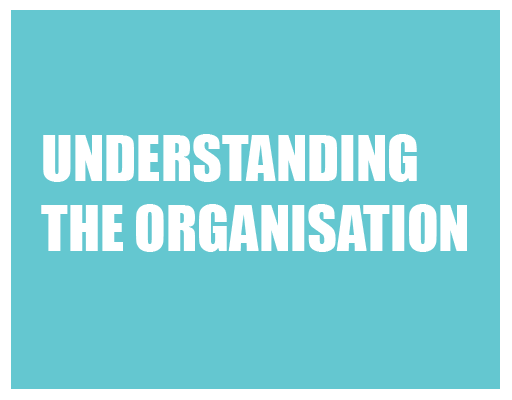 UNDERSTANDING
THE ORGANISATION